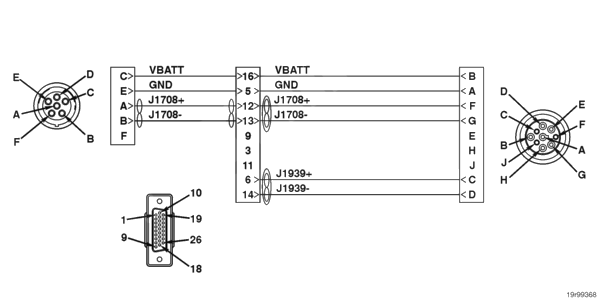 E D C A F B
C VBATT 16 VBATT B
E GND 5 GND A
A J1708+ 12 J1708+ F
B J1708- 13 J1708- G
F 9 E
3 H
11 J
6 J1939+ C
14 J1939- D
D E C F B A J H G
10
1 19
9 26
18
19r99368